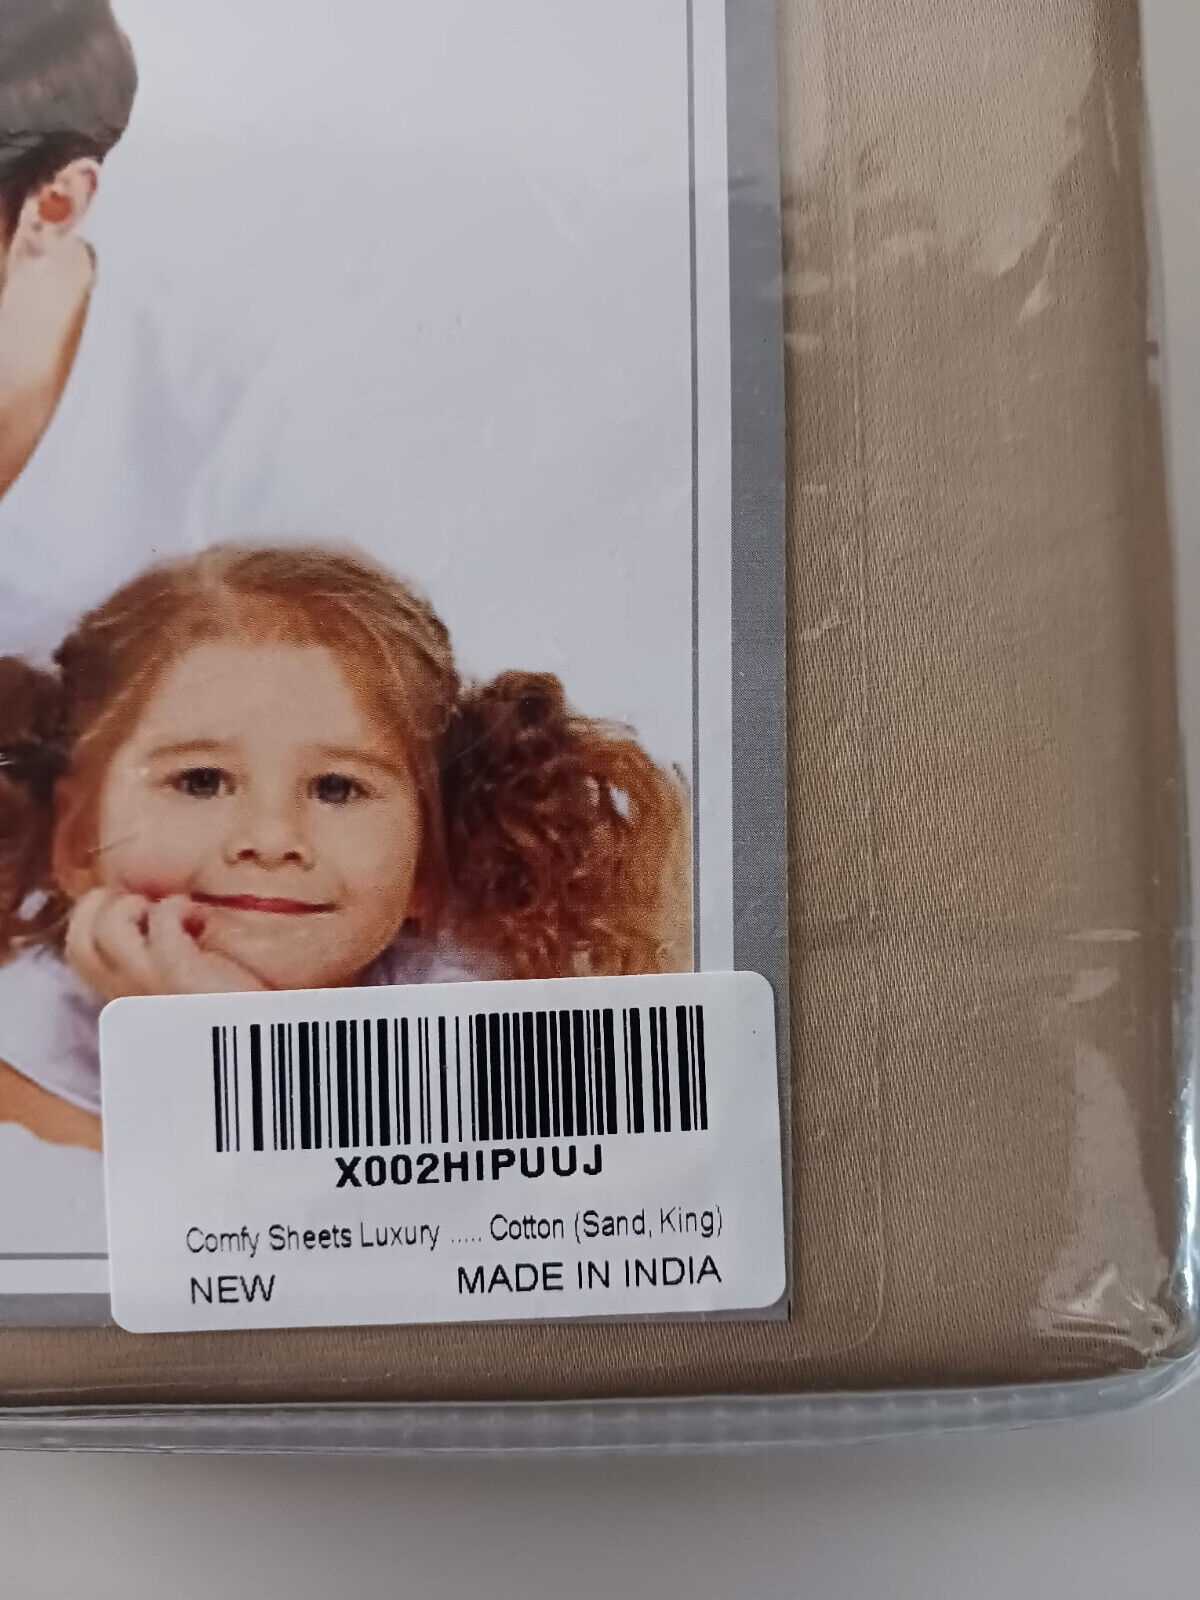 X002HIPUUJ
Comfy Sheets Luxury ..... Cotton (Sand, King)
NEW MADE IN INDIA